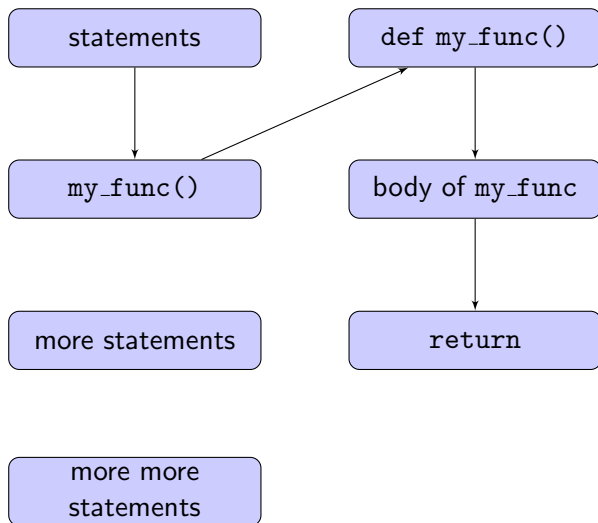 statements
def my_func()
my_func()
body of my_func
more statements
return
more more
statements